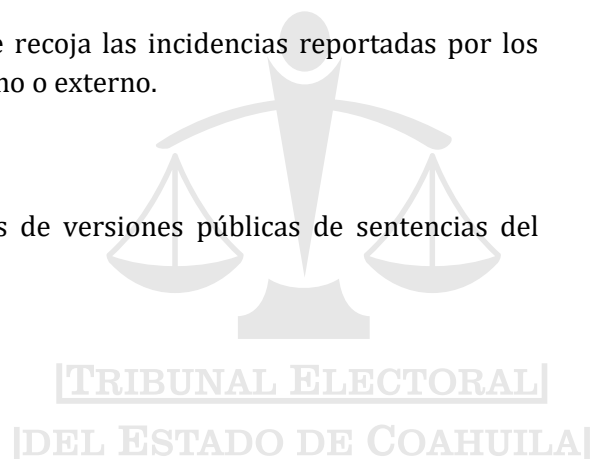 recoja las incidencias reportadas por los
o externo.
de versiones públicas de sentencias del
|TRIBUNAL ELECTORAL|
|DEL ESTADO DE COAHUILA|